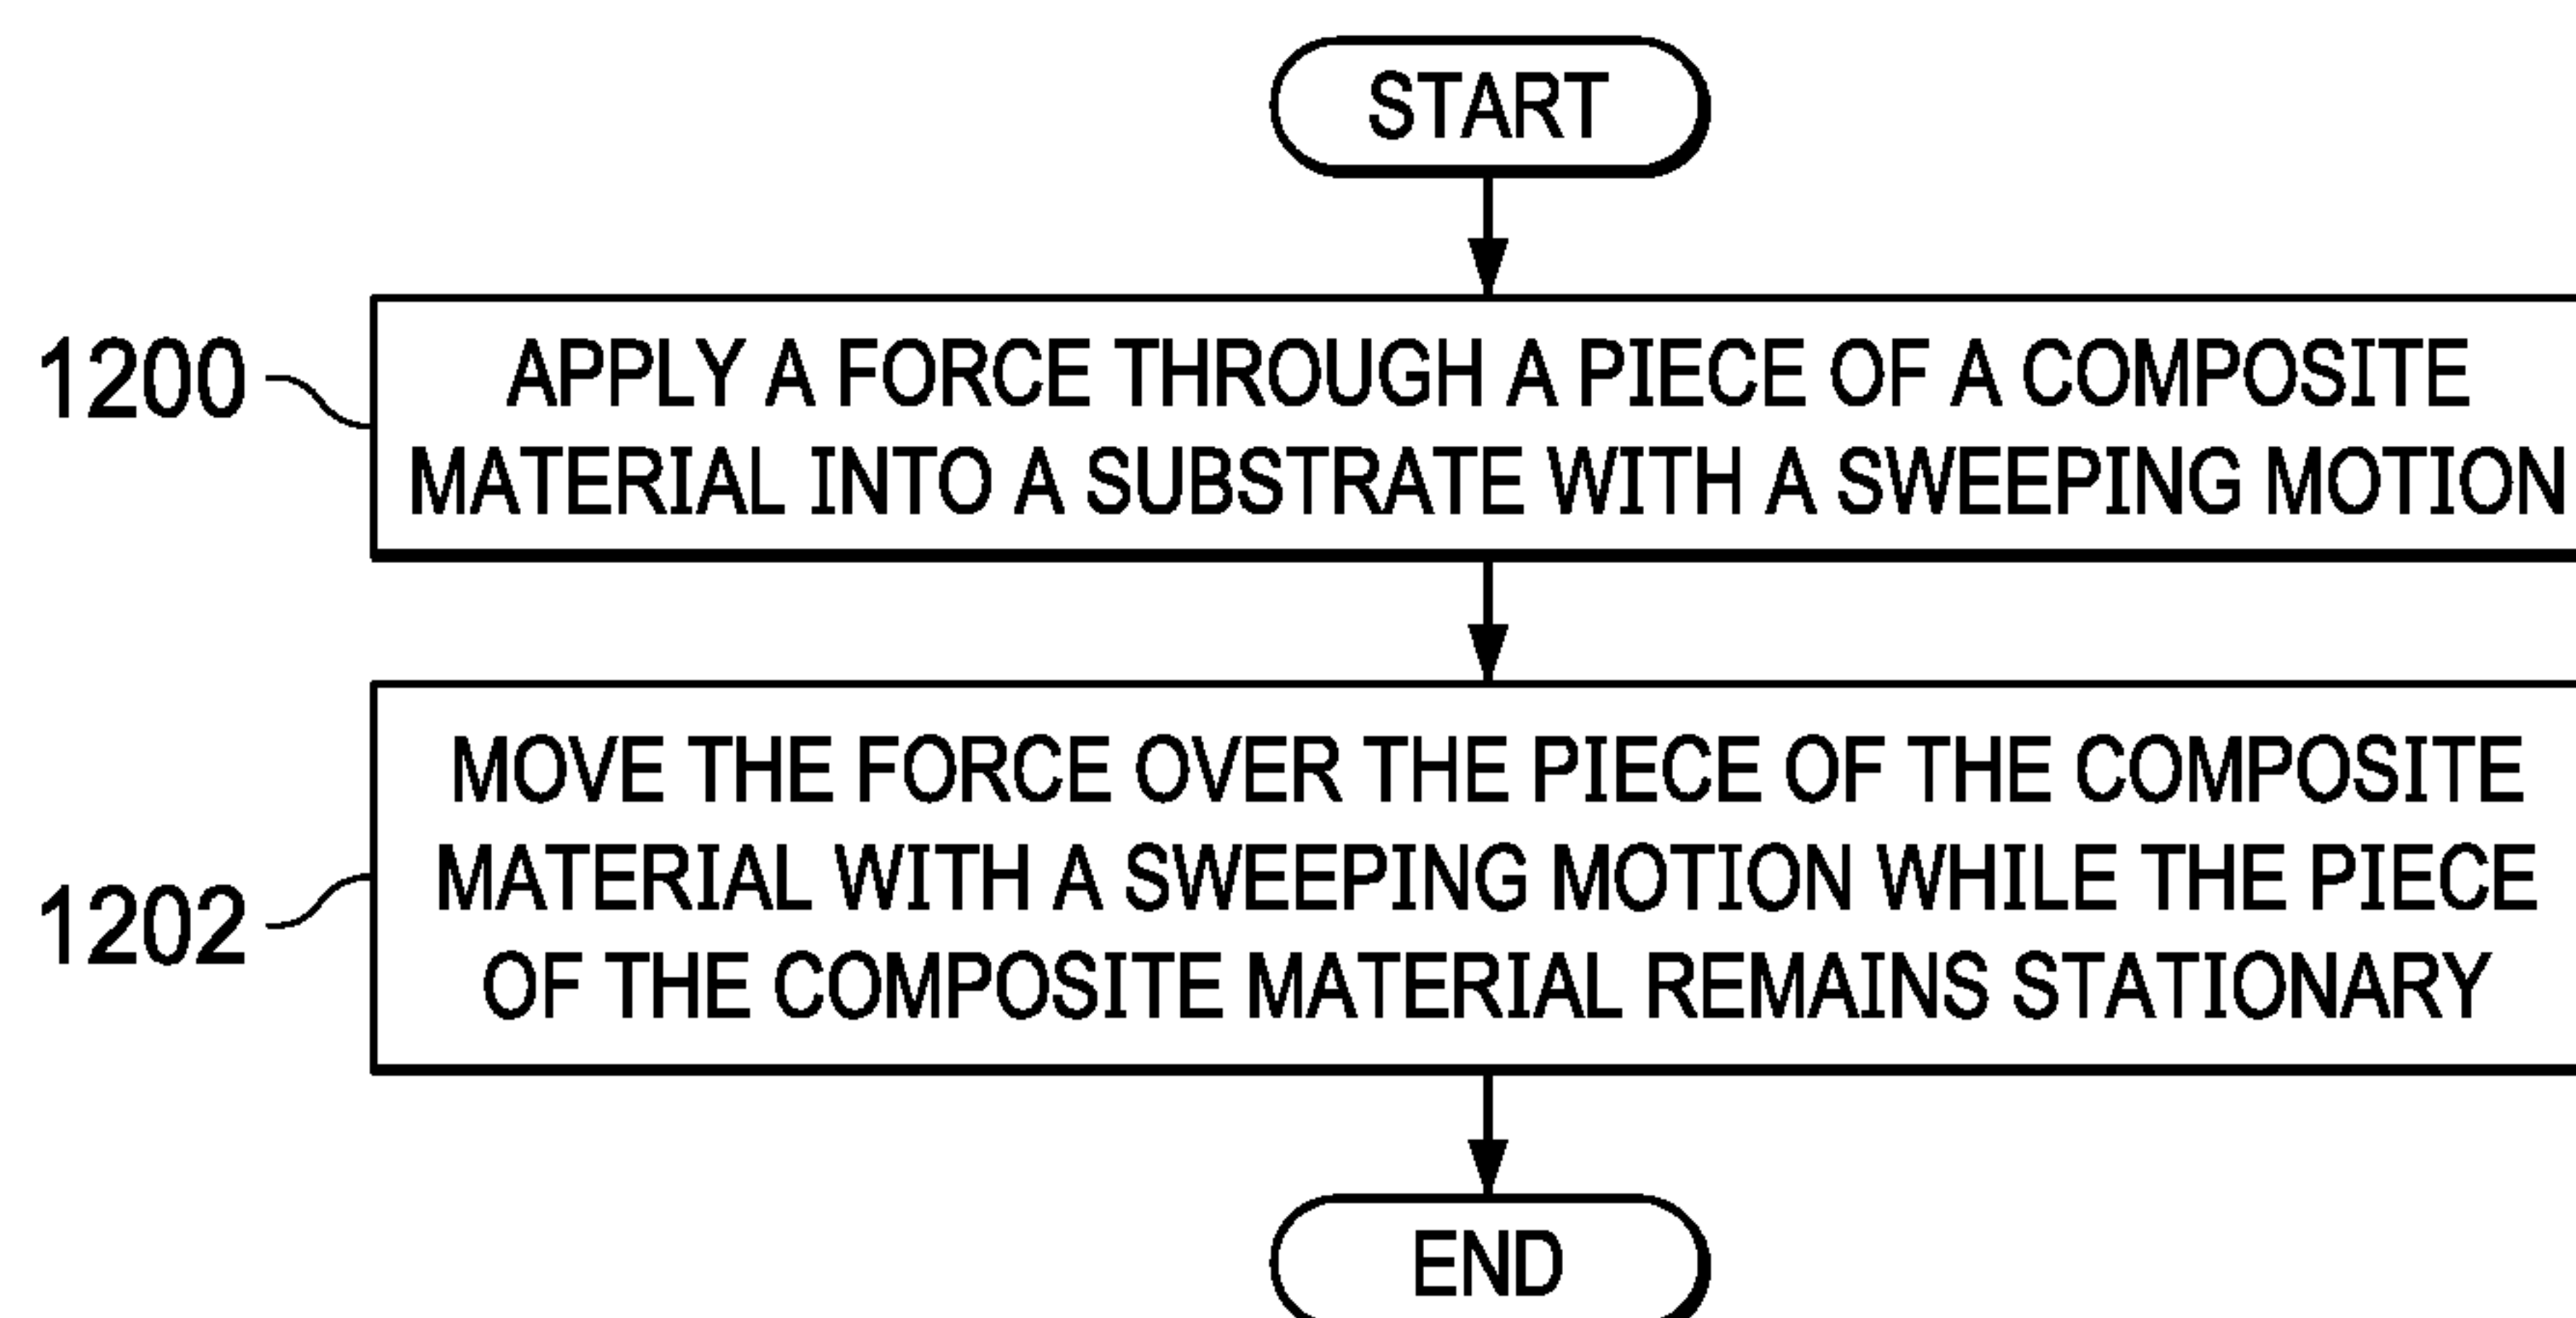 START
1200
APPLY A FORCE THROUGH A PIECE OF A COMPOSITE
MATERIAL INTO A SUBSTRATE WITH A SWEEPING MOTION
1202
MOVE THE FORCE OVER THE PIECE OF THE COMPOSITE
MATERIAL WITH A SWEEPING MOTION WHILE THE PIECE
OF THE COMPOSITE MATERIAL REMAINS STATIONARY
END